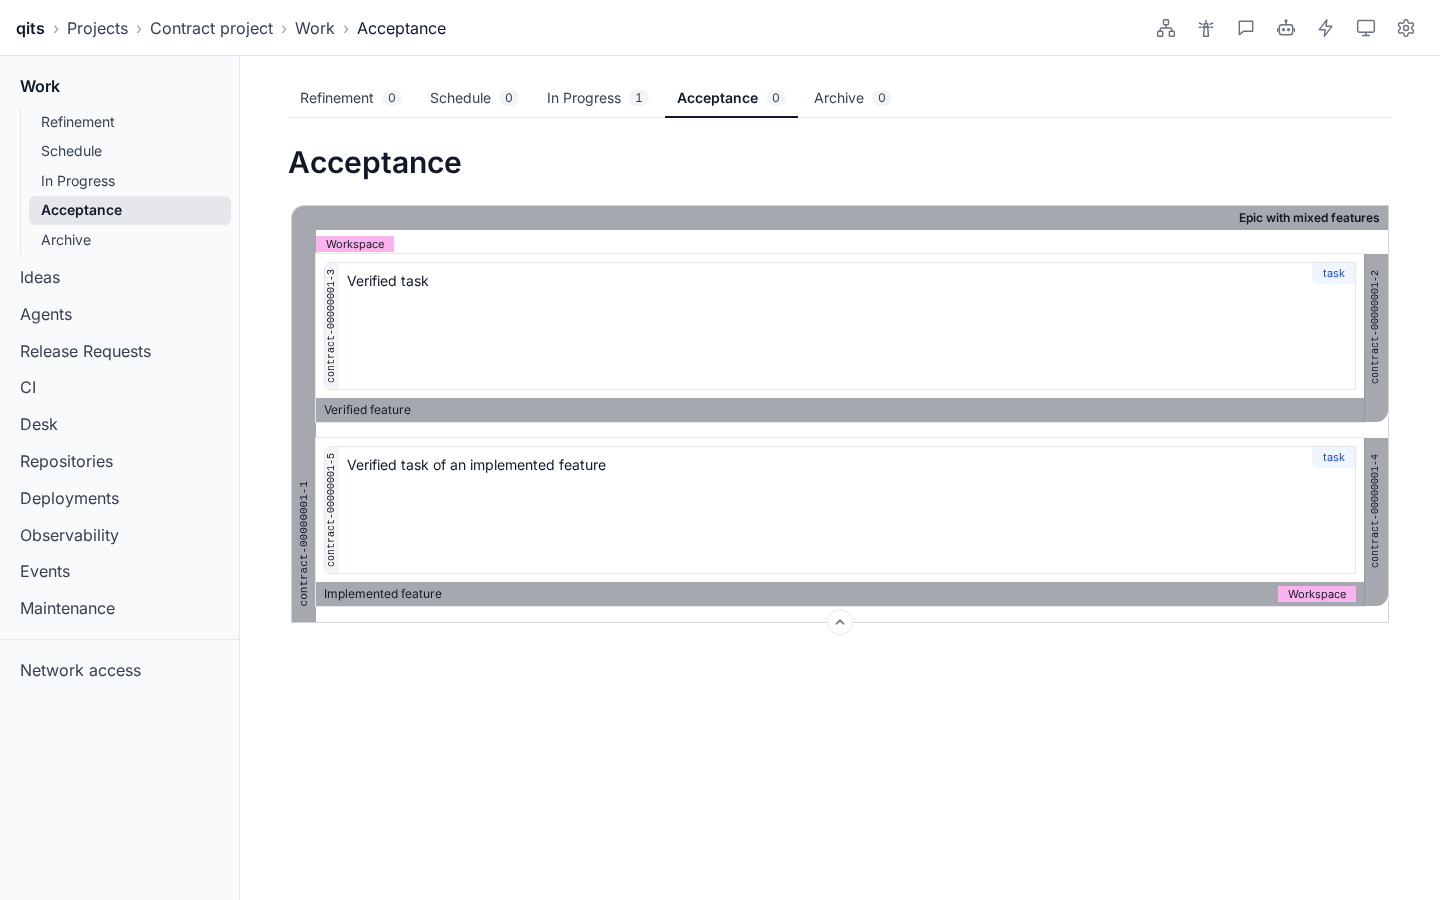 qits › Projects › Contract project › Work › Acceptance
Work
Refinement
Schedule
In Progress
Acceptance
Archive
Ideas
Agents
Release Requests
CI
Desk
Repositories
Deployments
Observability
Events
Maintenance
Network access
Refinement 0 Schedule 0 In Progress 1 Acceptance 0 Archive 0
Acceptance
Epic with mixed features
contract-00000001-1
Workspace
contract-00000001-3
Verified task
task
contract-00000001-2
Verified feature
contract-00000001-5
Verified task of an implemented feature
task
contract-00000001-4
Implemented feature
Workspace